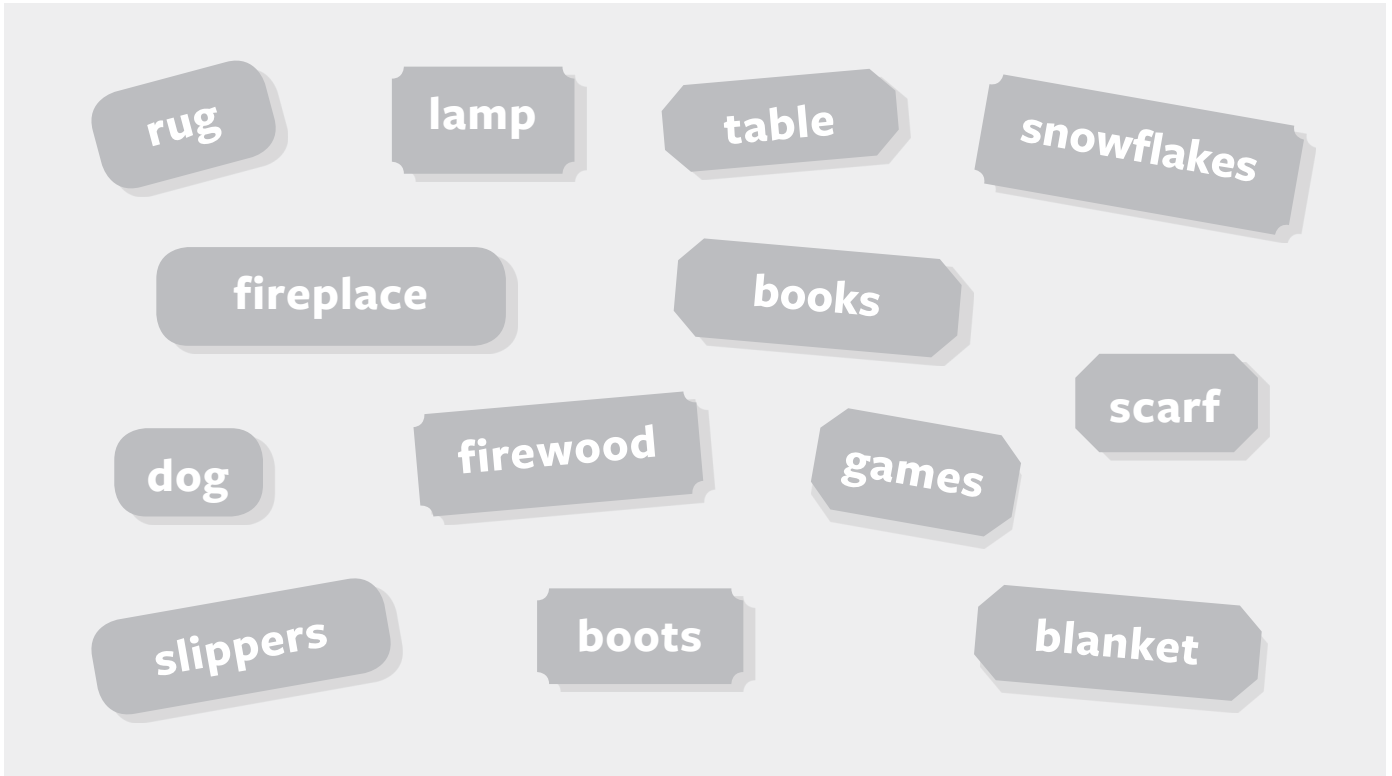 rug
lamp
table
snowflakes
fireplace
books
scarf
dog
firewood
games
slippers
boots
blanket